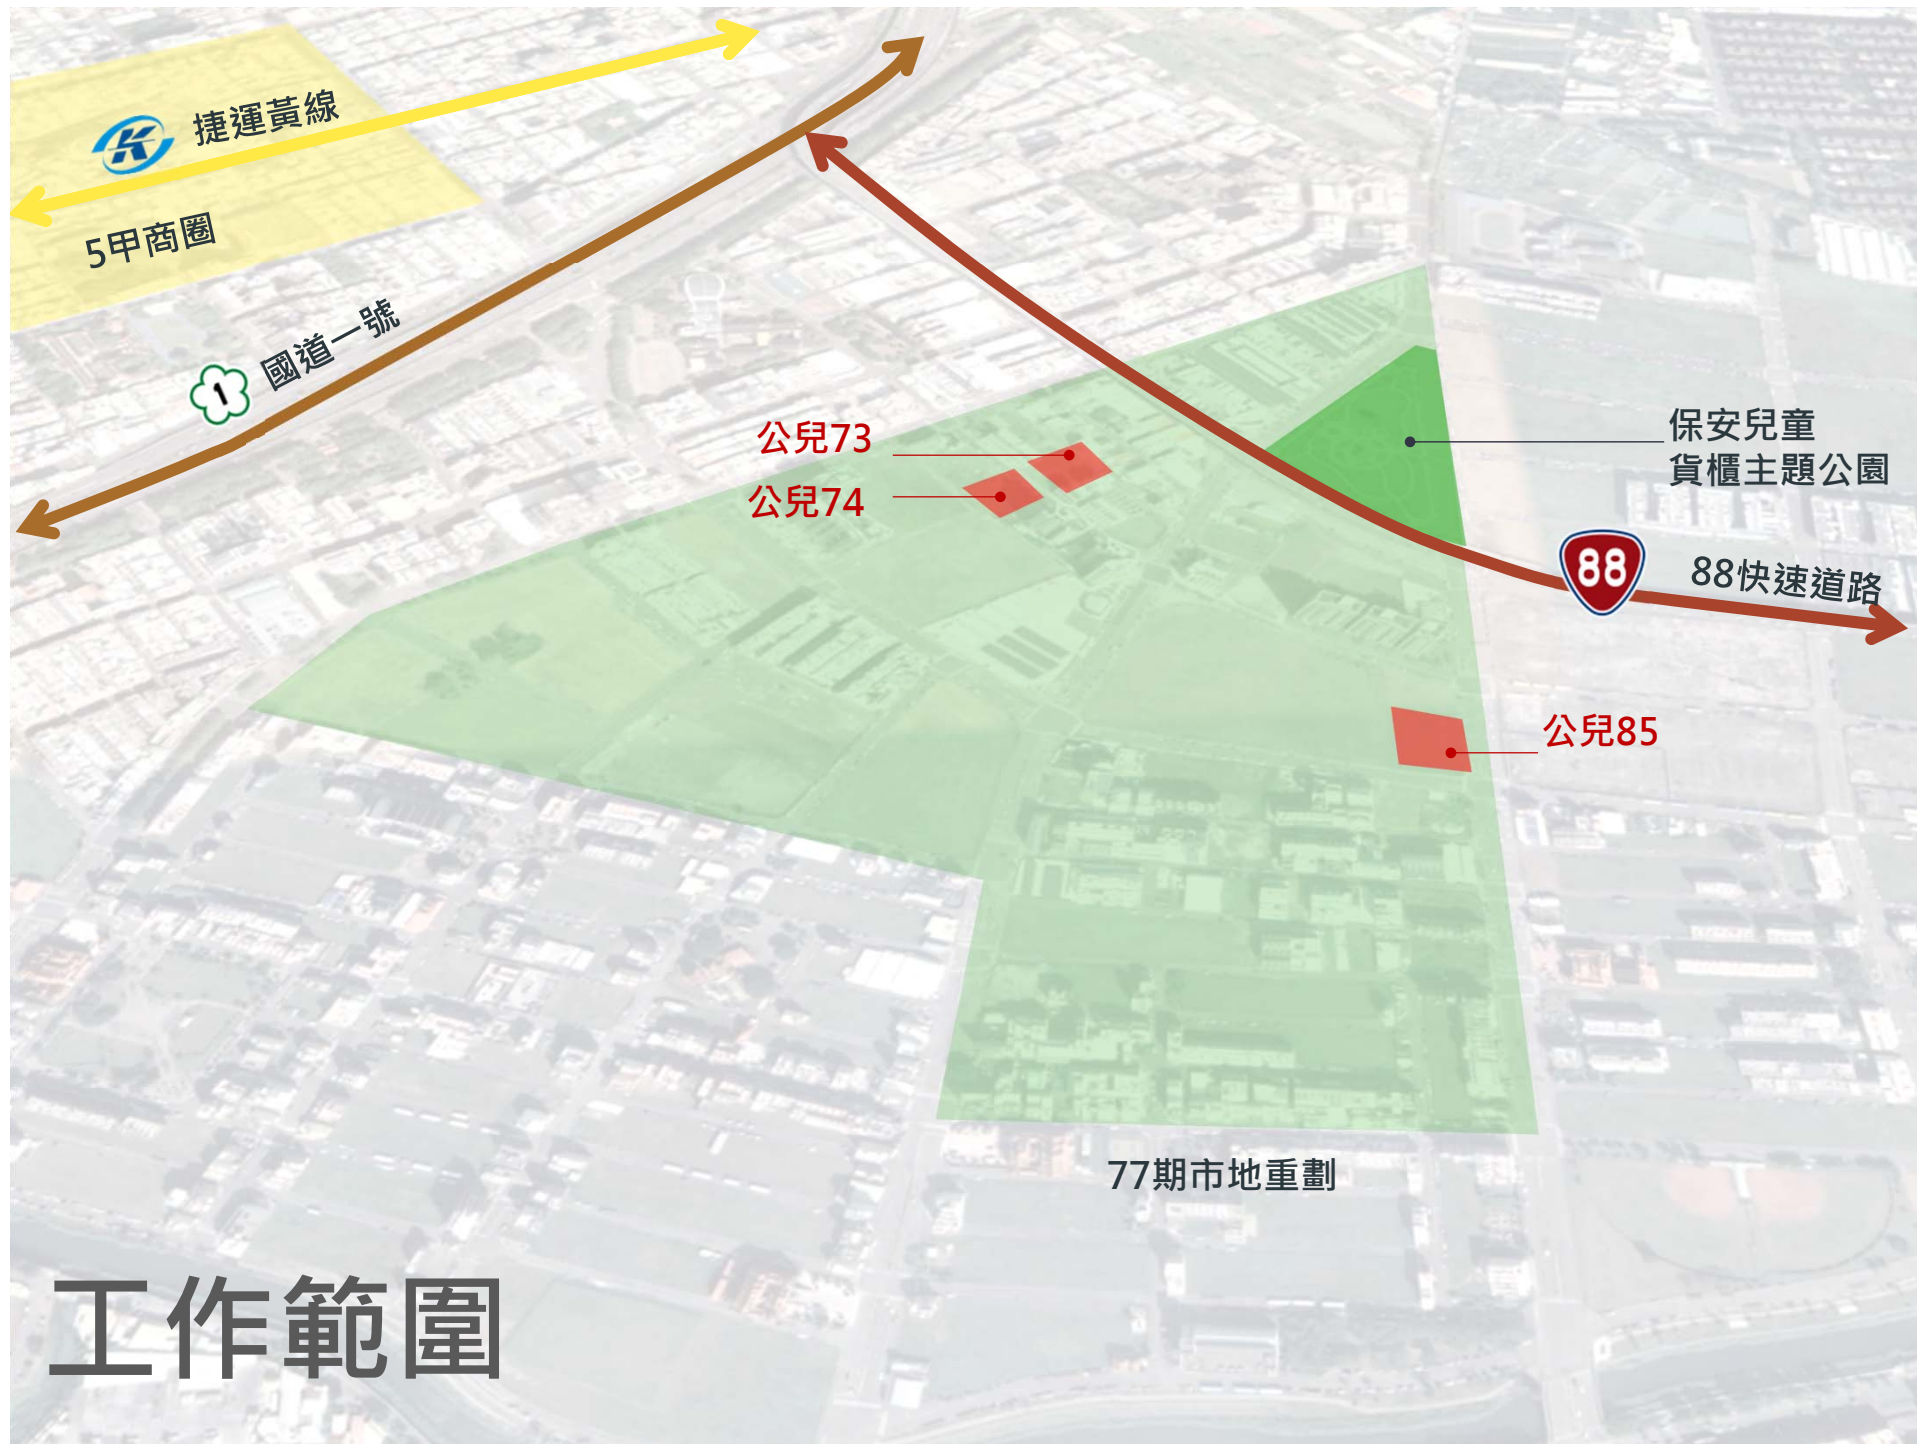 捷運黃線
5甲商圈
國道一號
1
公兒73
公兒74
保安兒童
貨櫃主題公園
88
88快速道路
公兒85
77期市地重劃
工作範圍